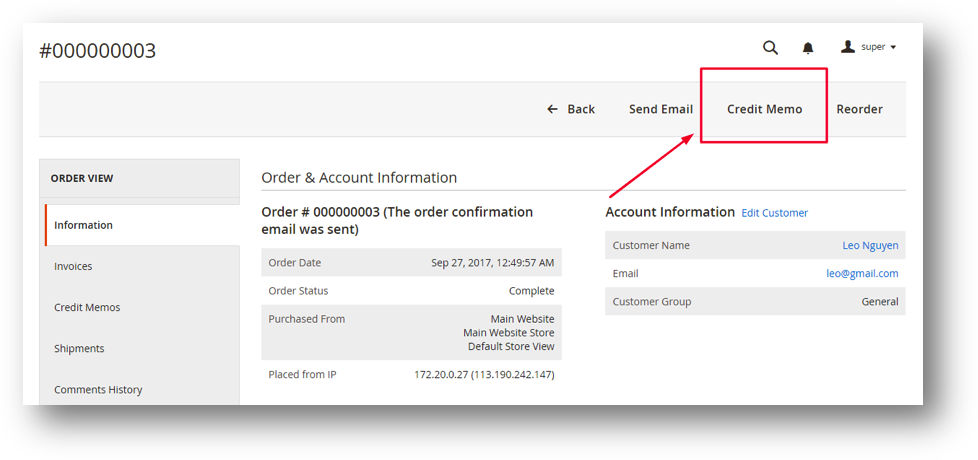 #000000003
super
Back
Send Email
Credit Memo
Reorder
ORDER VIEW
Information
Invoices
Credit Memos
Shipments
Comments History
Order & Account Information
Order # 000000003 (The order confirmation
email was sent)
Order Date Sep 27, 2017, 12:49:57 AM
Order Status Complete
Purchased From Main Website
Main Website Store
Default Store View
Placed from IP 172.20.0.27 (113.190.242.147)
Account Information Edit Customer
Customer Name Leo Nguyen
Email leo@gmail.com
Customer Group General